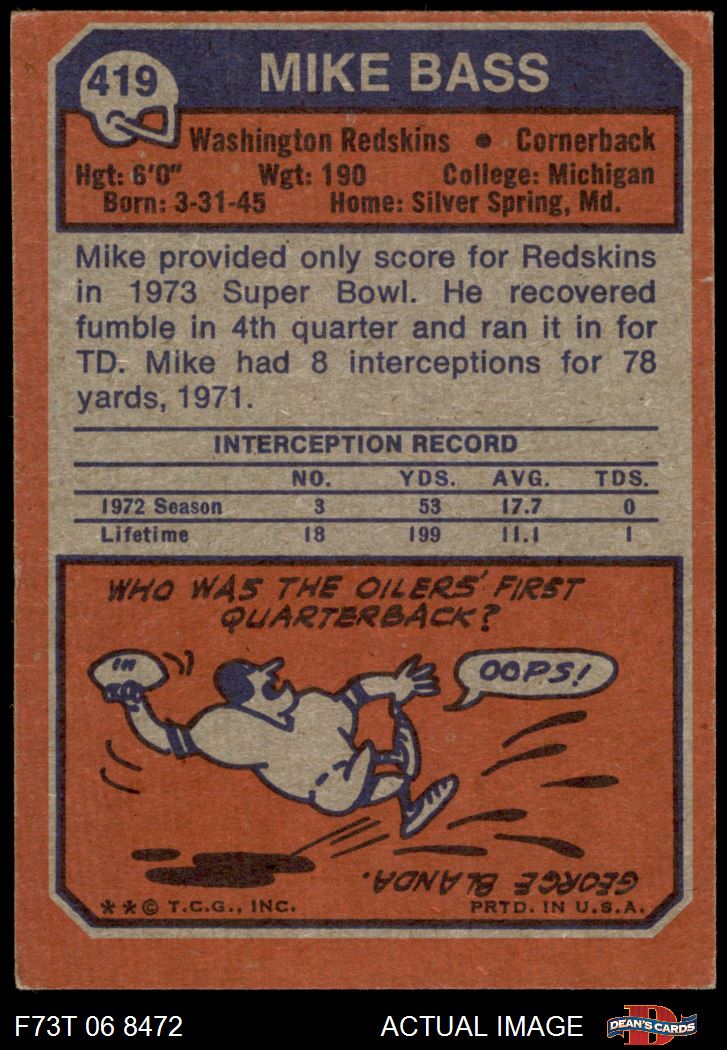 419
MIKE BASS
Washington Redskins ● Cornerback
Hgt: 6'0" Wgt: 190 College: Michigan
Born: 3-31-45 Home: Silver Spring, Md.
Mike provided only score for Redskins
in 1973 Super Bowl. He recovered
fumble in 4th quarter and ran it in for
TD. Mike had 8 interceptions for 78
yards, 1971.
INTERCEPTION RECORD
NO. YDS. AVG. TDS.
1972 Season 3 53 17.7 0
Lifetime 18 199 11.1 1
WHO WAS THE OILERS' FIRST
QUARTERBACK?
OOPS!
GEORGE BLANDA.
**© T.C.G., INC. PRTD. IN U.S.A.
F73T 06 8472 ACTUAL IMAGE
DEAN'S CARDS